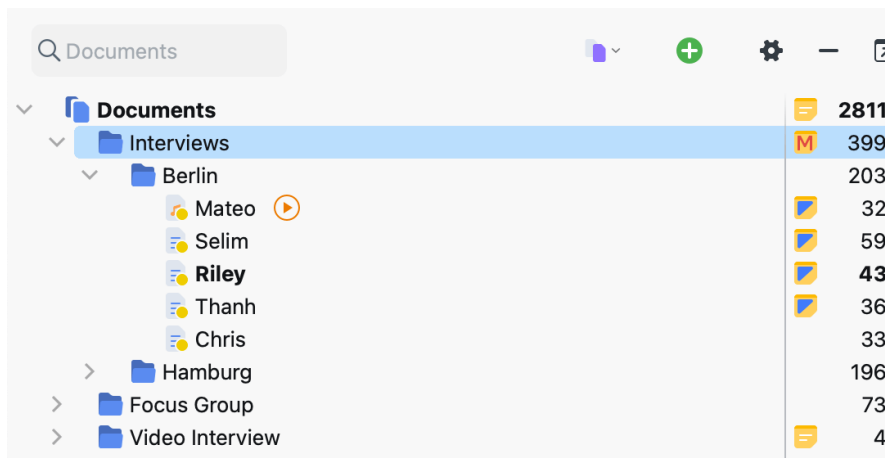 Documents
Documents 2811
Interviews M 399
Berlin 203
Mateo 32
Selim 59
Riley 43
Thanh 36
Chris 33
Hamburg 196
Focus Group 73
Video Interview 4